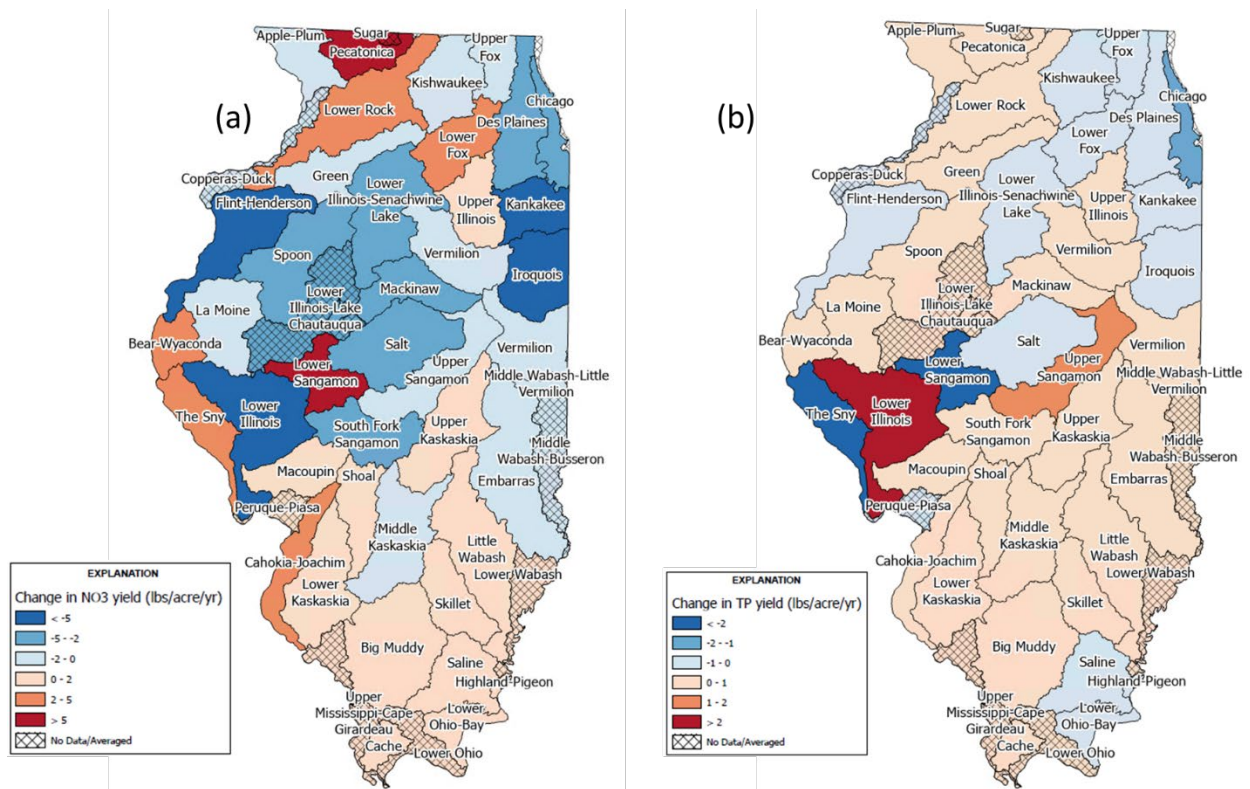 (a)
Apple-Plum
Sugar
Pecatonica
Upper
Fox
Kishwaukee
Chicago
Lower Rock
Des Plaines
Lower
Fox
Copperas-Duck
Green
Lower
Illinois-Senachwine
Lake
Flint-Henderson
Upper
Illinois
Kankakee
Spoon
Vermilion
Iroquois
Lower
Illinois-Lake
Chautauqua
Mackinaw
La Moine
Bear-Wyaconda
Salt
Vermilion
Lower
Sangamon
Upper
Sangamon
Middle Wabash-Little
Vermilion
The Sny
Lower
Illinois
South Fork
Sangamon
Upper
Kaskaskia
Middle
Wabash-Busseron
Macoupin
Shoal
Embarras
Peruque-Piasa
Middle
Kaskaskia
Little
Wabash
Cahokia-Joachim
Lower Wabash
Lower
Kaskaskia
Skillet
Big Muddy
Saline
Highland-Pigeon
Upper
Mississippi-Cape
Girardeau
Lower
Ohio-Bay
Cache
Lower Ohio
EXPLANATION
Change in NO3 yield (lbs/acre/yr)
< -5
-5 - -2
-2 - 0
0 - 2
2 - 5
> 5
No Data/Averaged
(b)
Apple-Plum
Sugar
Pecatonica
Upper
Fox
Kishwaukee
Chicago
Lower Rock
Des Plaines
Lower
Fox
Copperas-Duck
Green
Lower
Illinois-Senachwine
Lake
Flint-Henderson
Upper
Illinois
Kankakee
Spoon
Vermilion
Iroquois
Lower
Illinois-Lake
Chautauqua
Mackinaw
La Moine
Bear-Wyaconda
Salt
Vermilion
Lower
Sangamon
Upper
Sangamon
Middle Wabash-Little
Vermilion
The Sny
Lower
Illinois
South Fork
Sangamon
Upper
Kaskaskia
Middle
Wabash-Busseron
Macoupin
Shoal
Embarras
Peruque-Piasa
Middle
Kaskaskia
Little
Wabash
Cahokia-Joachim
Lower Wabash
Lower
Kaskaskia
Skillet
Big Muddy
Saline
Highland-Pigeon
Upper
Mississippi-Cape
Girardeau
Lower
Ohio-Bay
Cache
Lower Ohio
EXPLANATION
Change in TP yield (lbs/acre/yr)
< -2
-2 - -1
-1 - 0
0 - 1
1 - 2
> 2
No Data/Averaged